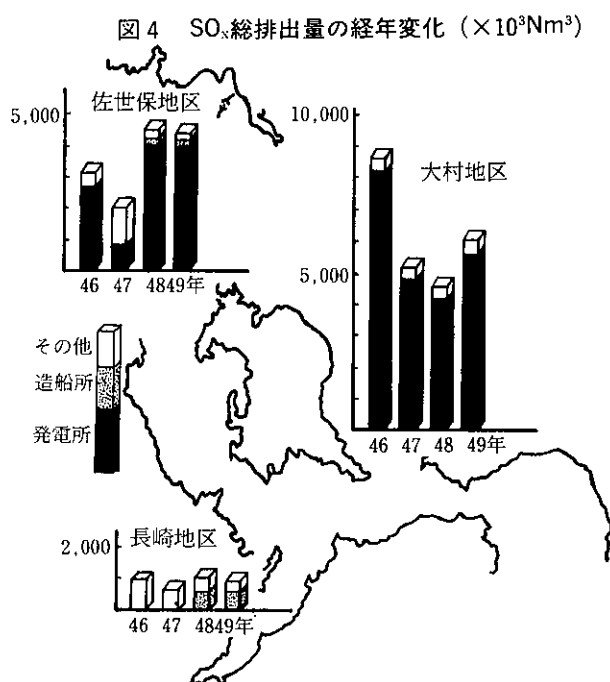 図4 SOx総排出量の経年変化（×10³Nm³）
佐世保地区
5,000
46 47 48 49年
大村地区
10,000
5,000
46 47 48 49年
その他
造船所
発電所
長崎地区
2,000
46 47 48 49年